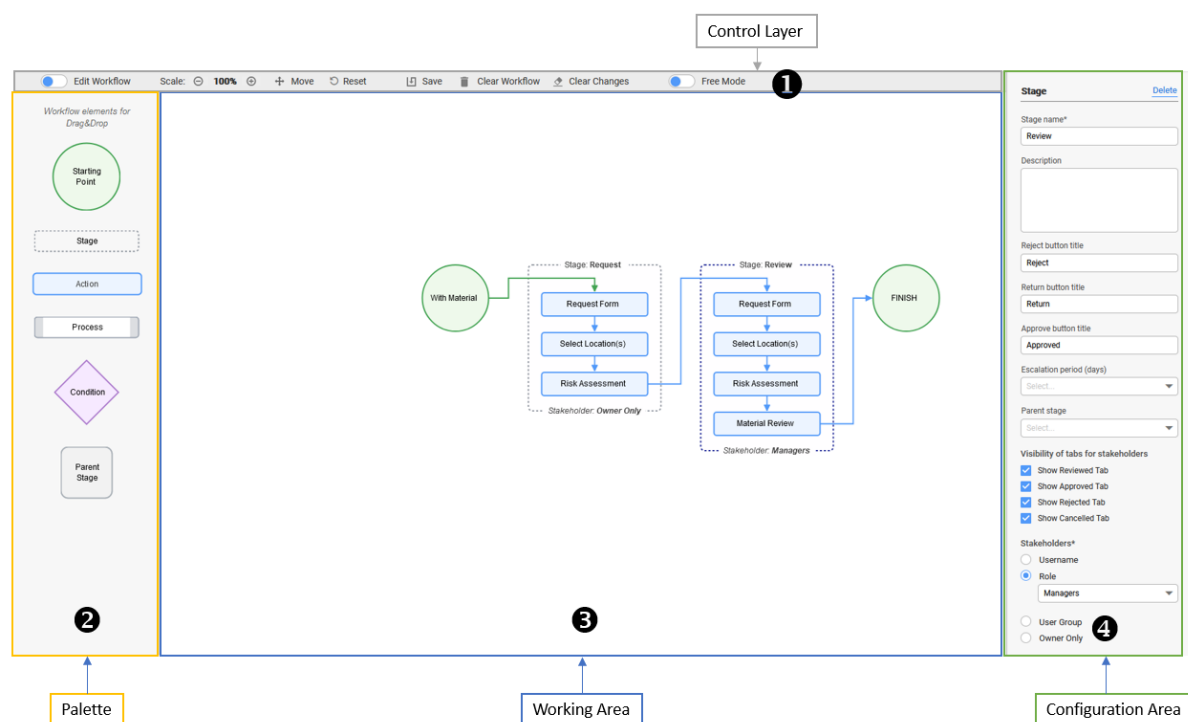 Control Layer
Edit Workflow Scale: 100% Move Reset Save Clear Workflow Clear Changes Free Mode
1
Workflow elements for
Drag&Drop
Starting
Point
Stage
Action
Process
Condition
Parent
Stage
2
With Material
Stage: Request
Request Form
Select Location(s)
Risk Assessment
Stakeholder: Owner Only
Stage: Review
Request Form
Select Location(s)
Risk Assessment
Material Review
Stakeholder: Managers
FINISH
3
Stage Delete
Stage name*
Review
Description
Reject button title
Reject
Return button title
Return
Approve button title
Approved
Escalation period (days)
Select...
Parent stage
Select...
Visibility of tabs for stakeholders
Show Reviewed Tab
Show Approved Tab
Show Rejected Tab
Show Cancelled Tab
Stakeholders*
Username
Role
Managers
User Group
Owner Only
4
Palette
Working Area
Configuration Area